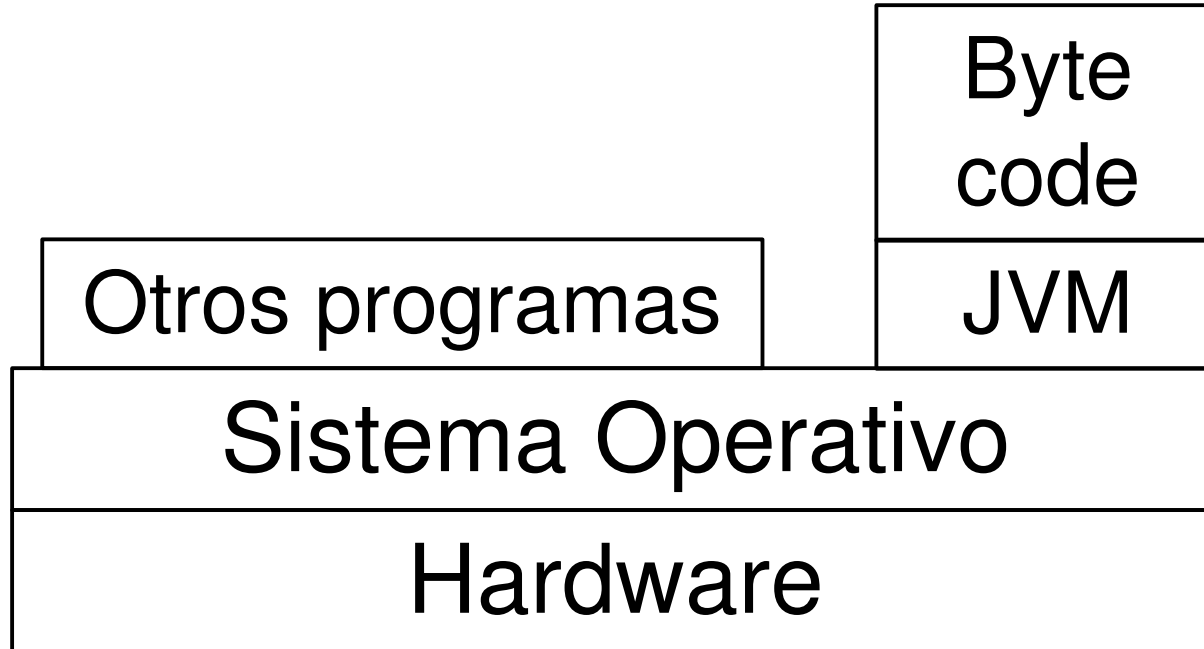 Byte
code
Otros programas
JVM
Sistema Operativo
Hardware